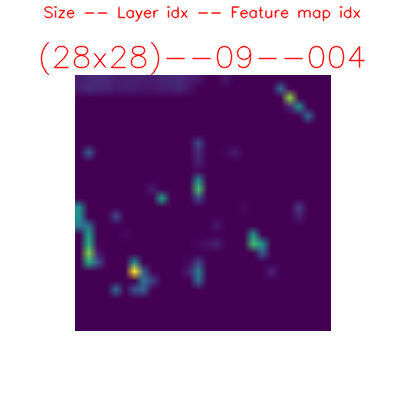 Size -- Layer idx -- Feature map idx
(28x28)--09--004